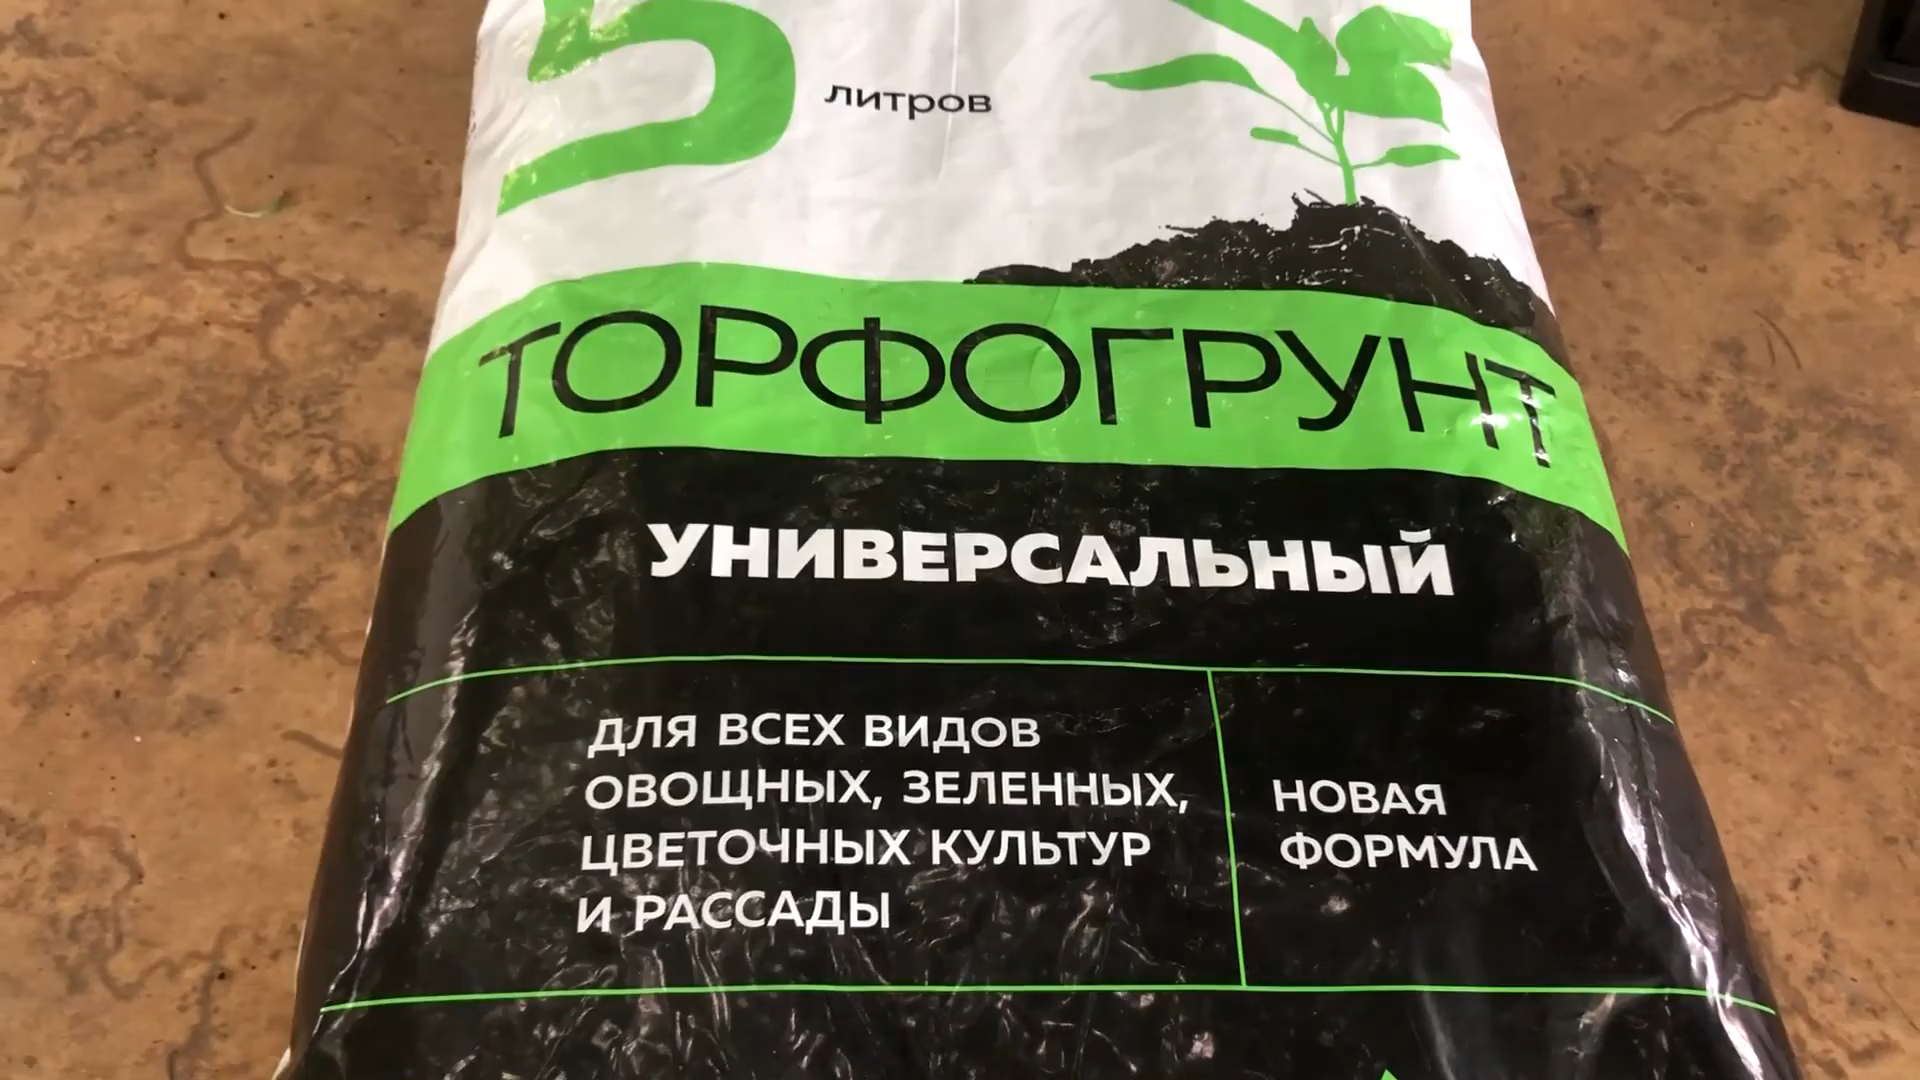 5
литров
ТОРФОГРУНТ
УНИВЕРСАЛЬНЫЙ
ДЛЯ ВСЕХ ВИДОВ
ОВОЩНЫХ, ЗЕЛЕННЫХ,
ЦВЕТОЧНЫХ КУЛЬТУР
И РАССАДЫ
НОВАЯ
ФОРМУЛА